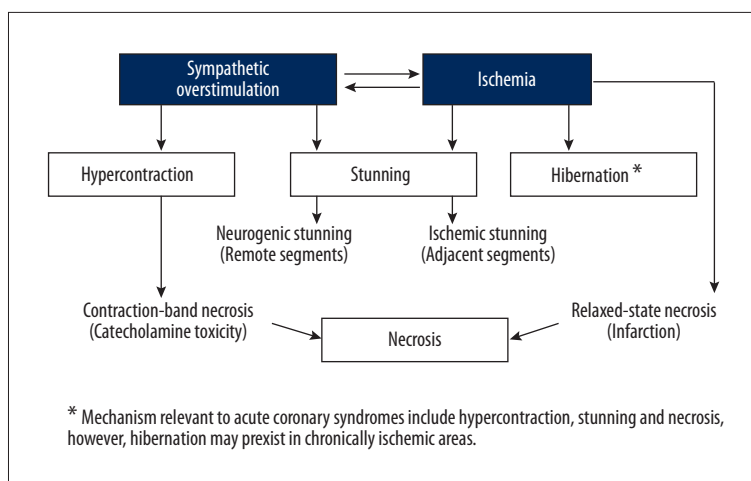 Sympathetic
overstimulation
Ischemia
Hypercontraction
Stunning
Hibernation *
Neurogenic stunning
(Remote segments)
Ischemic stunning
(Adjacent segments)
Contraction-band necrosis
(Catecholamine toxicity)
Necrosis
Relaxed-state necrosis
(Infarction)
* Mechanism relevant to acute coronary syndromes include hypercontraction, stunning and necrosis,
however, hibernation may prexist in chronically ischemic areas.